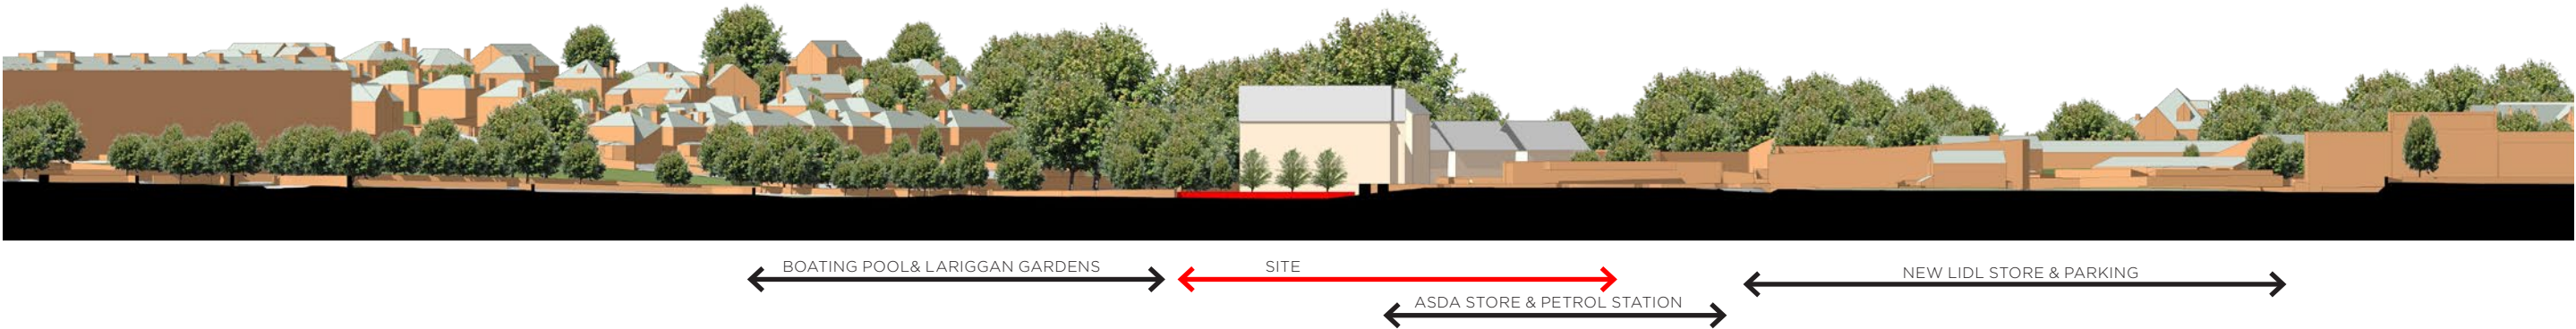 BOATING POOL& LARIGGAN GARDENS
SITE
NEW LIDL STORE & PARKING
ASDA STORE & PETROL STATION